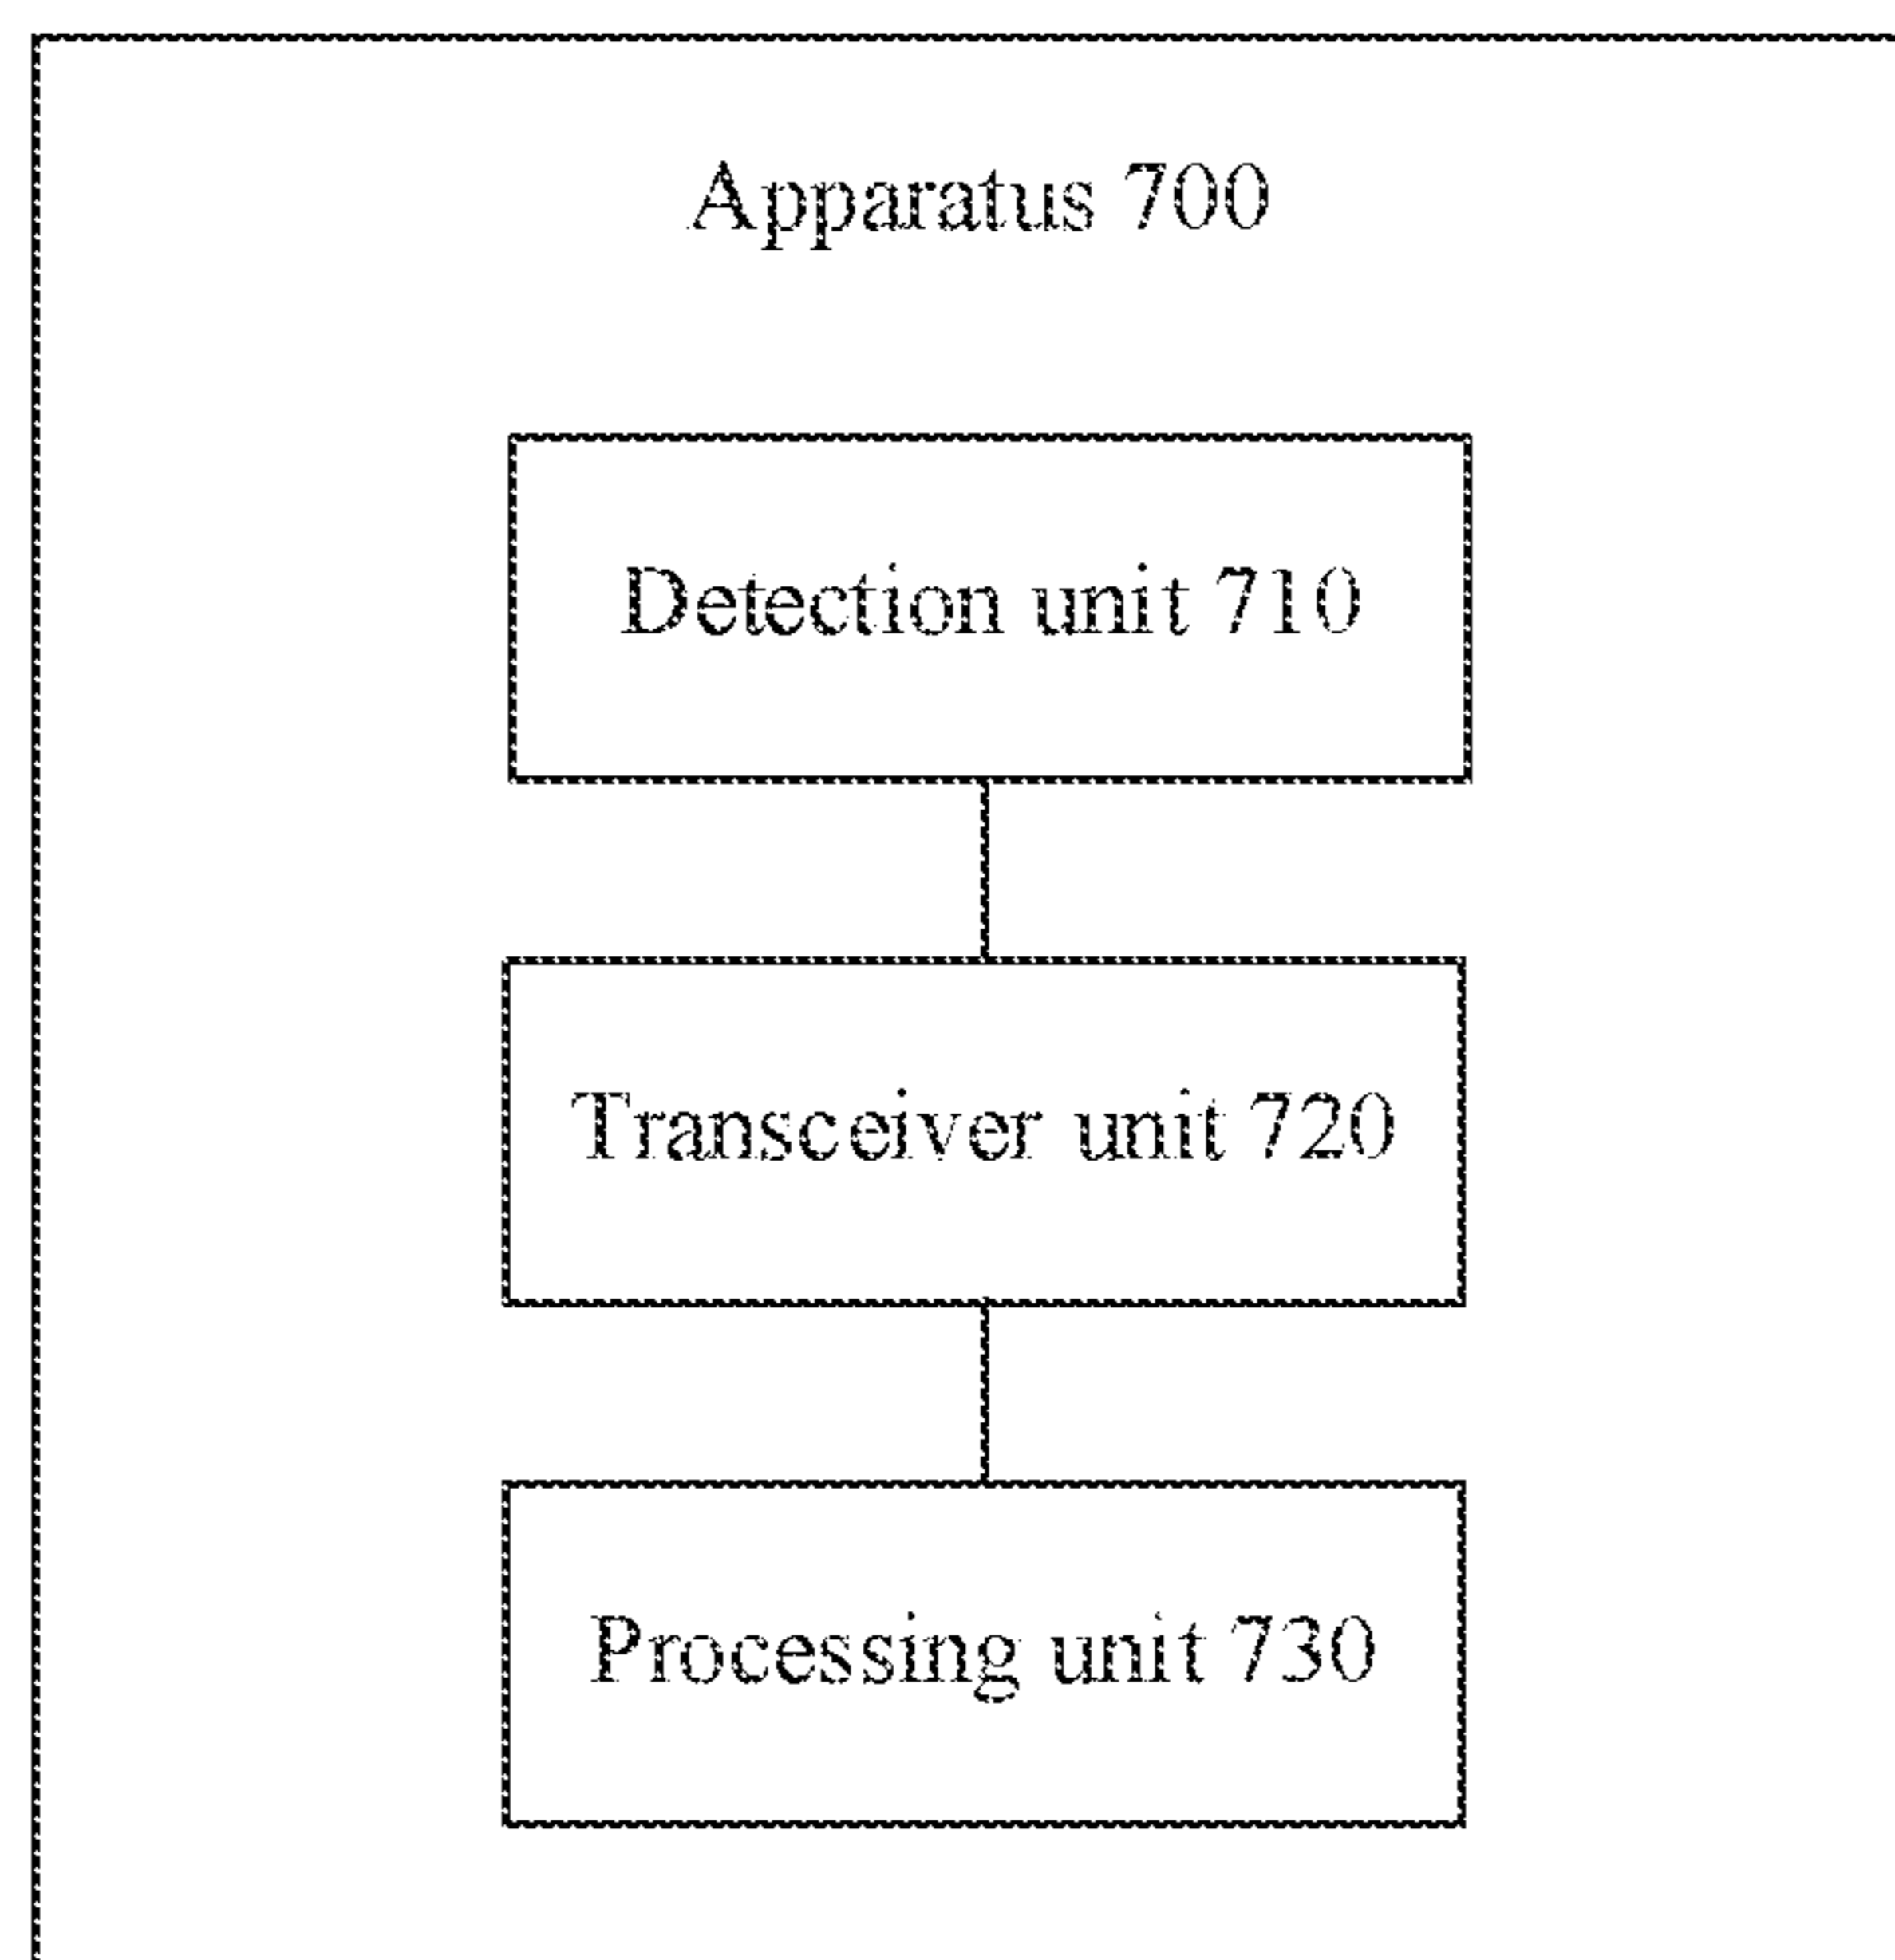 Apparatus 700
Detection unit 710
Transceiver unit 720
Processing unit 730